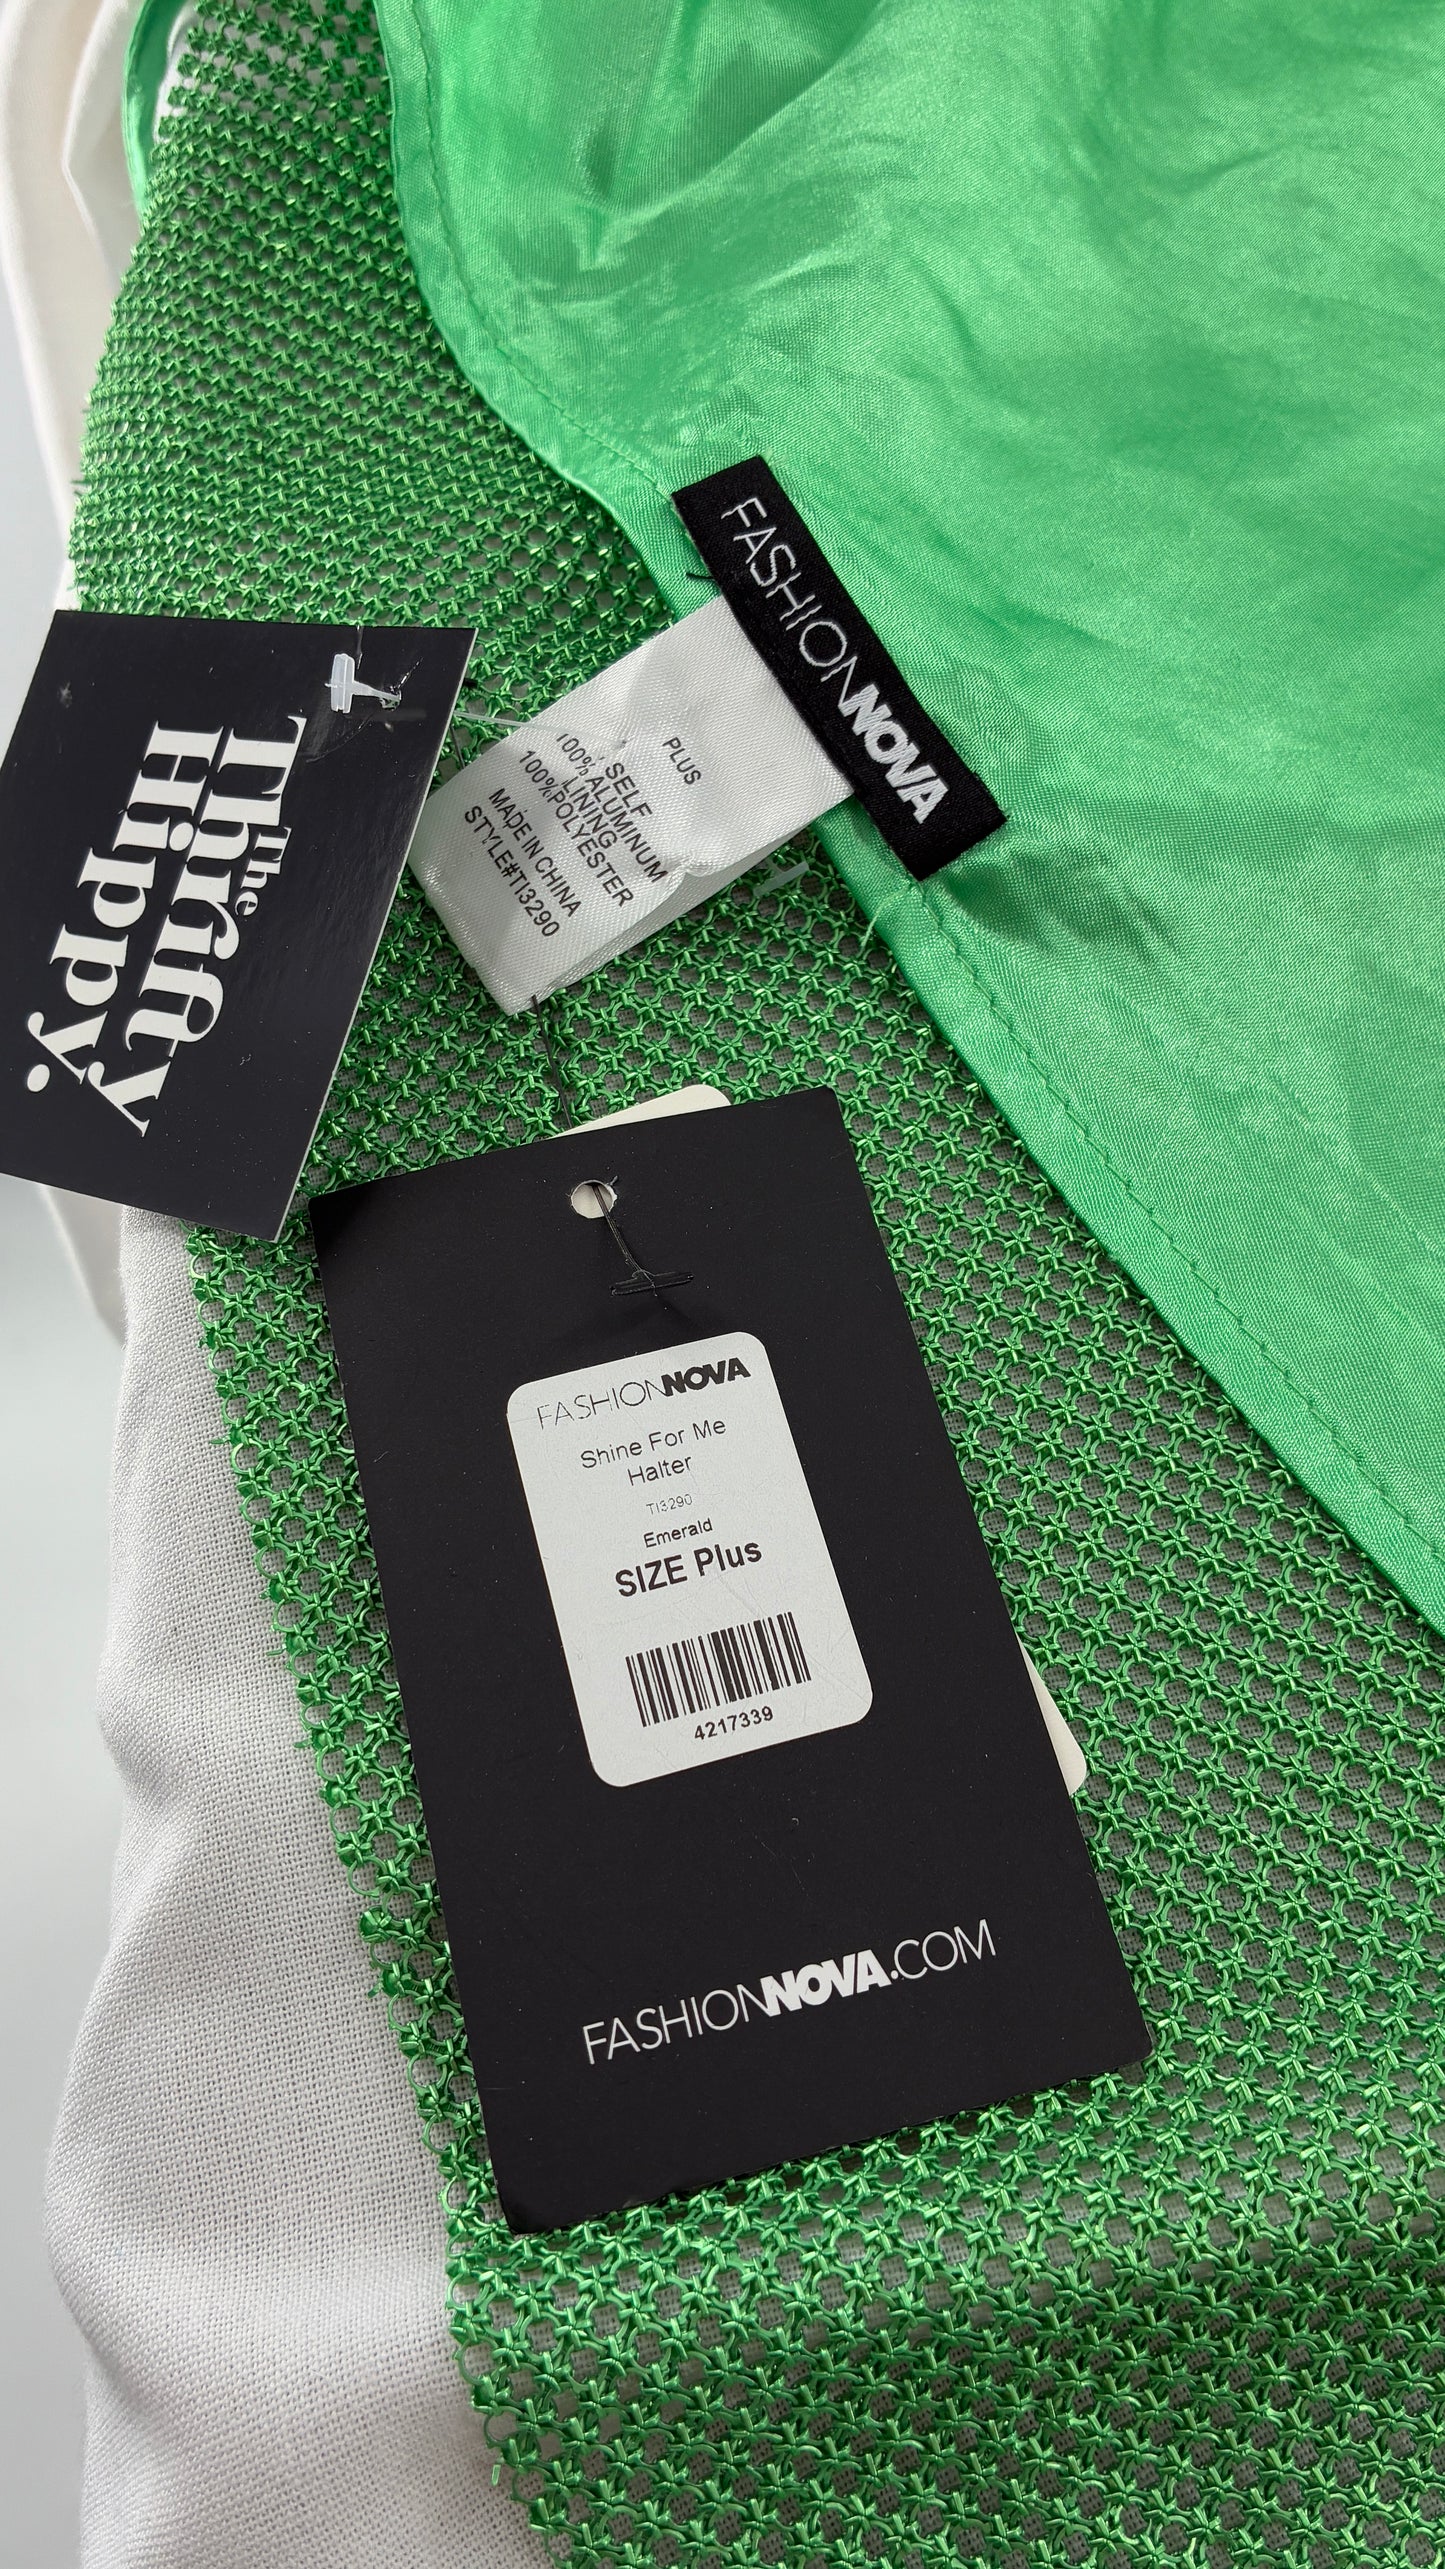 FASHIONNOVA
The
Thrifty
Hippy.
PLUS
SELF
100% ALUMINUM
LINING
100%POLYESTER
MADE IN CHINA
STYLE#TI3290
FASHIONNOVA
Shine For Me
Halter
TI3290
Emerald
SIZE Plus
4217339
FASHIONNOVA.COM